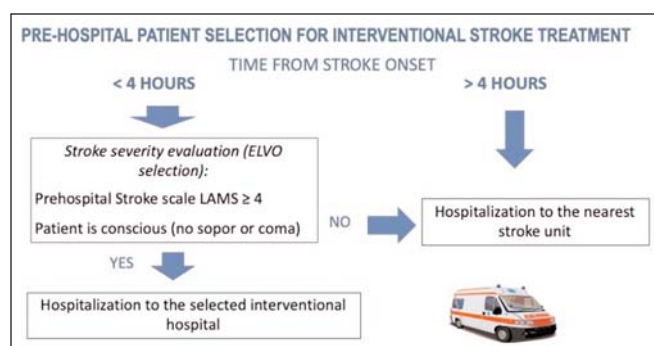 PRE-HOSPITAL PATIENT SELECTION FOR INTERVENTIONAL STROKE TREATMENT
TIME FROM STROKE ONSET
< 4 HOURS
> 4 HOURS
Stroke severity evaluation (ELVO
selection):
Prehospital Stroke scale LAMS ≥ 4
Patient is conscious (no sopor or coma)
NO
Hospitalization to the nearest
stroke unit
YES
Hospitalization to the selected interventional
hospital